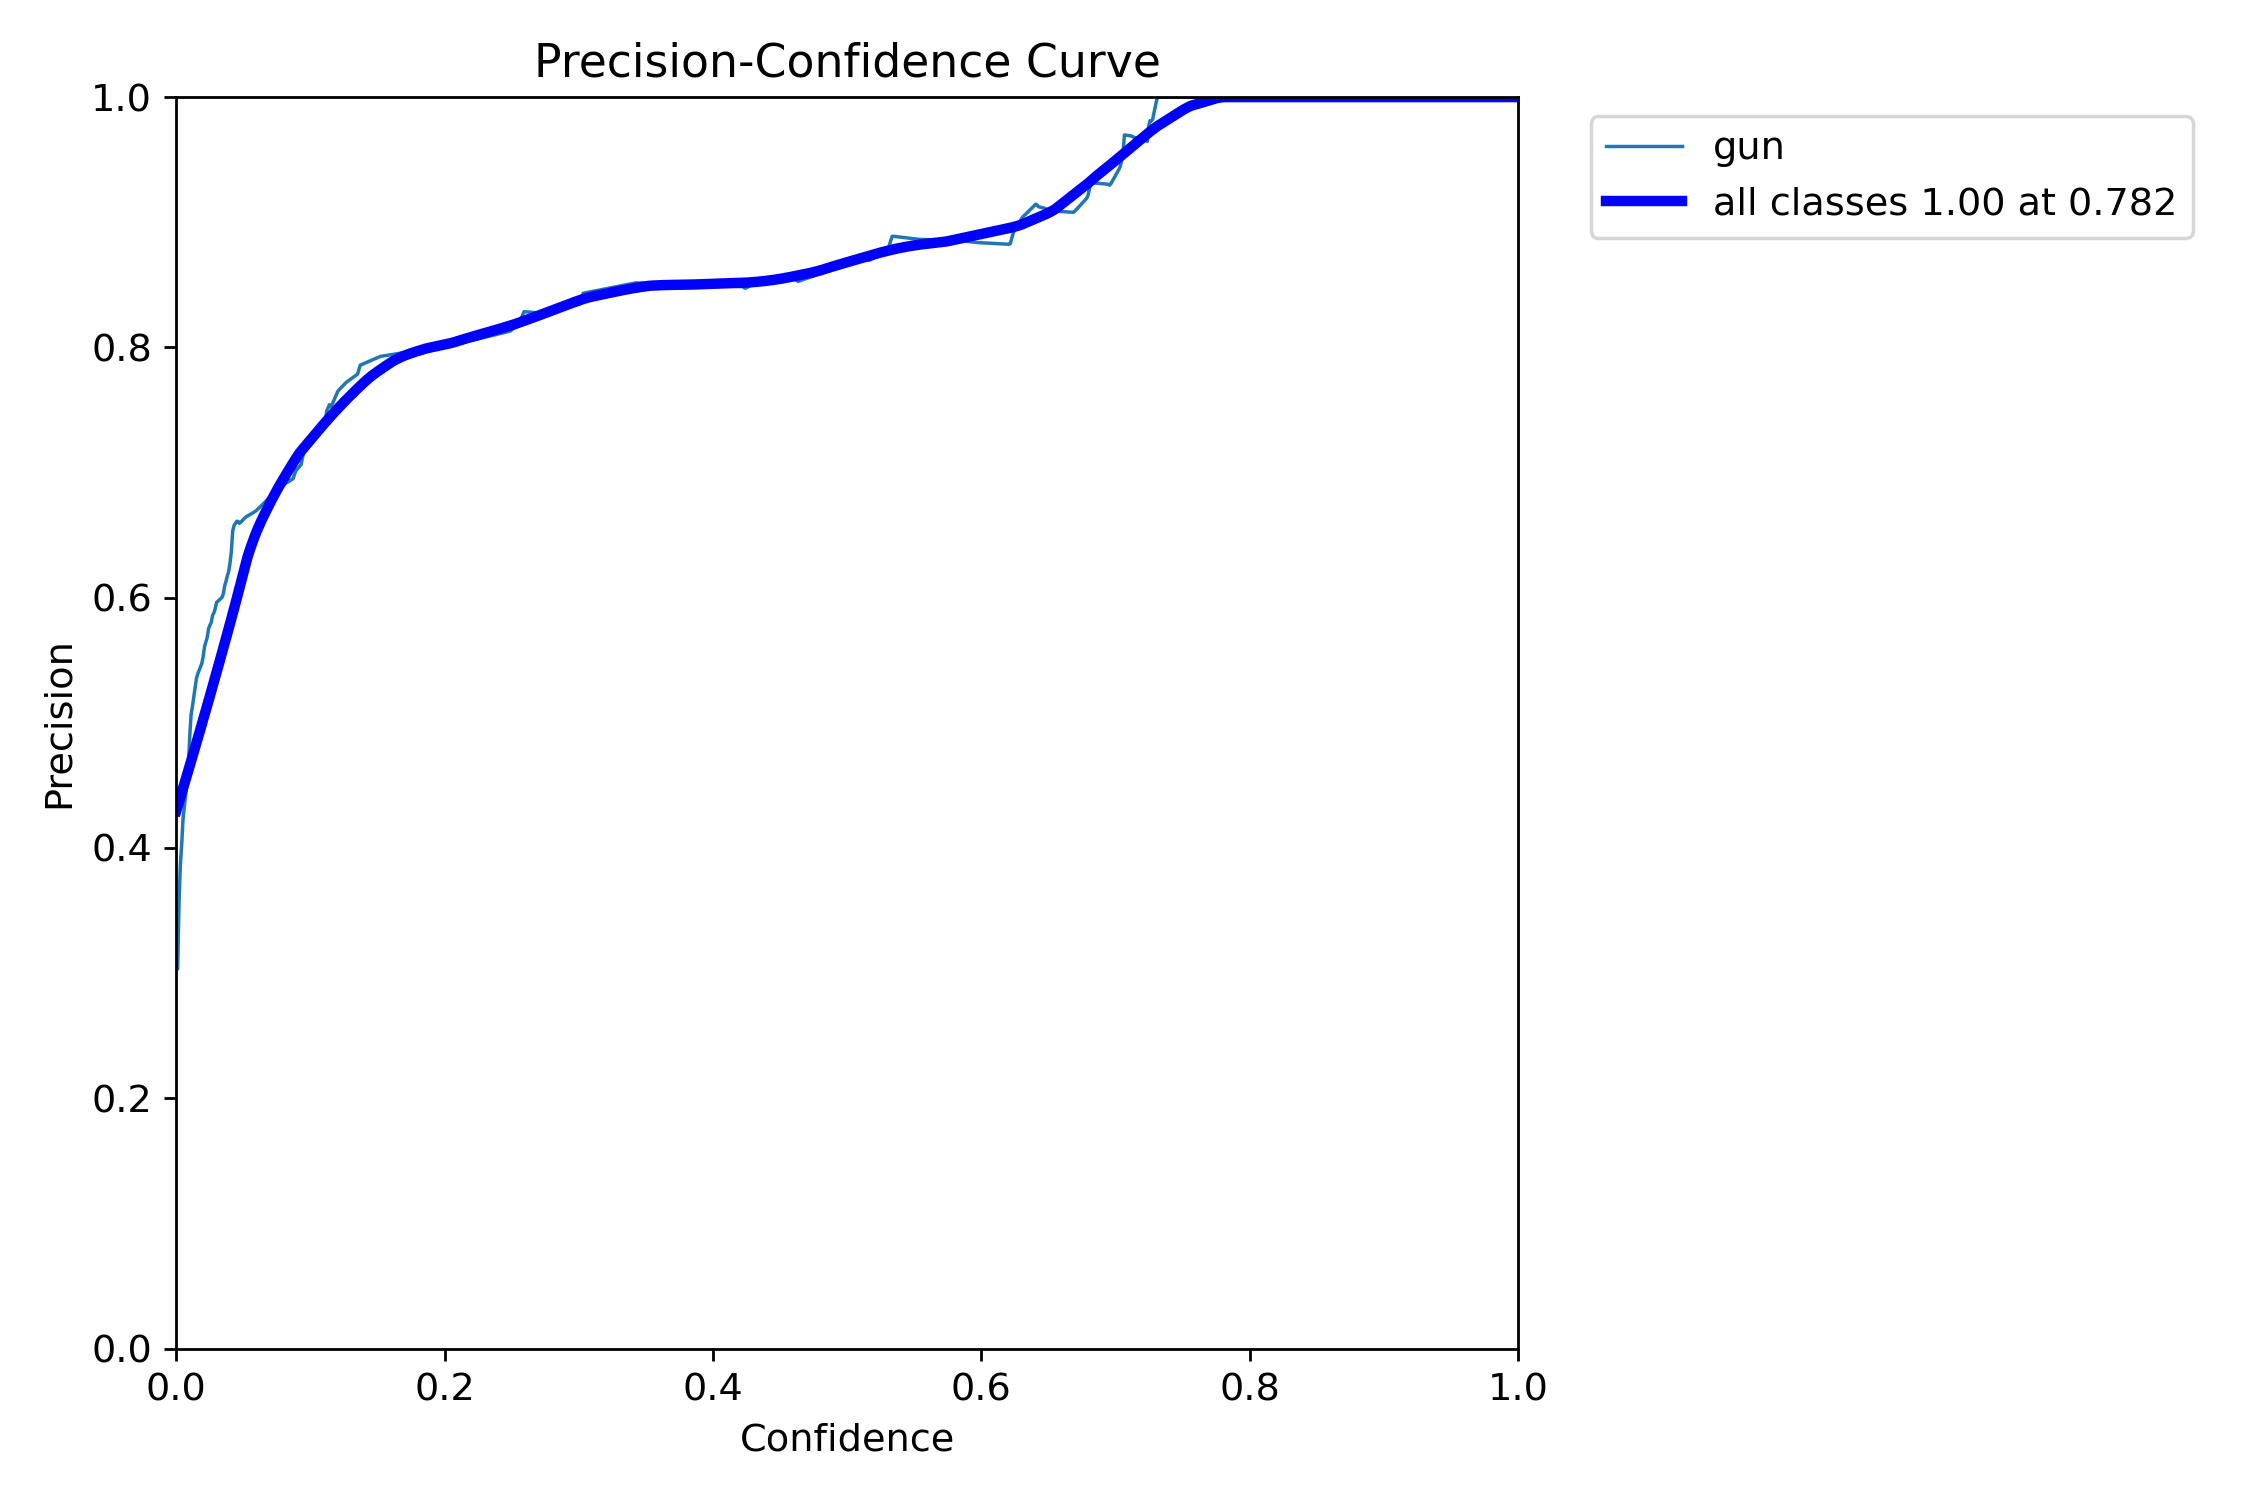 Precision-Confidence Curve
1.0
0.8
0.6
0.4
0.2
0.0
Precision
0.0 0.2 0.4 0.6 0.8 1.0
Confidence
gun
all classes 1.00 at 0.782